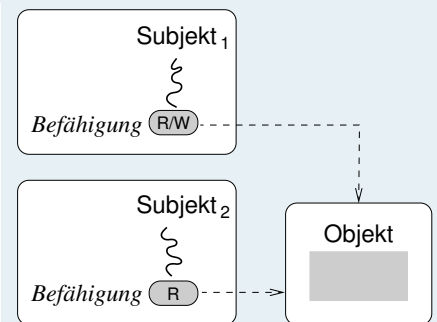 Subjekt 1
Befähigung R/W
Subjekt 2
Objekt
Befähigung R